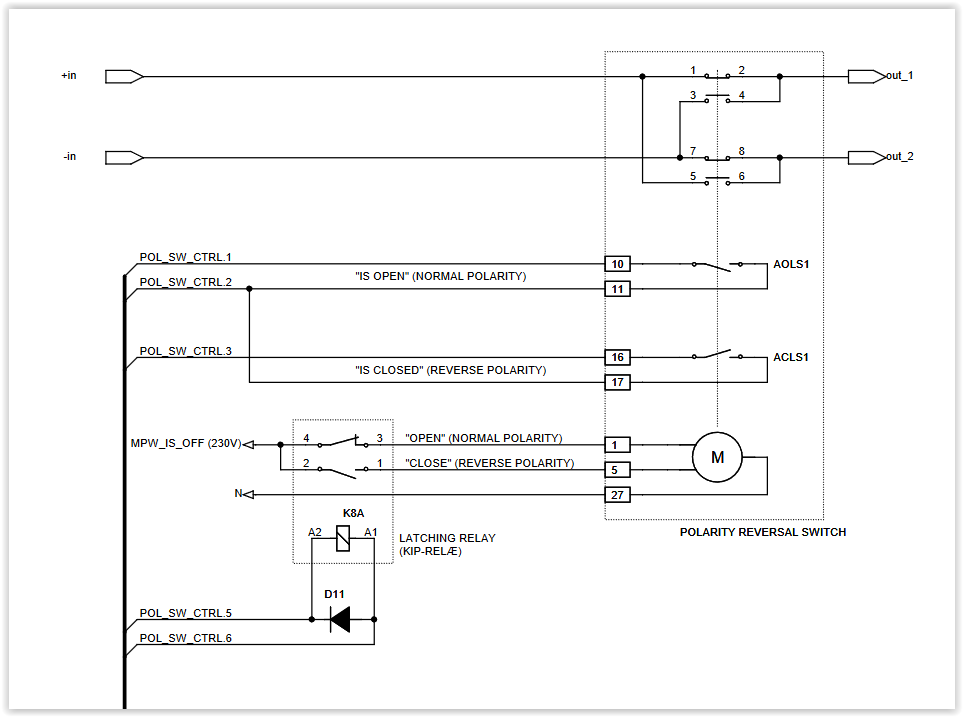 +in
1
2
out_1
3
4
-in
7
8
out_2
5
6
POL_SW_CTRL.1
10
AOLS1
"IS OPEN" (NORMAL POLARITY)
POL_SW_CTRL.2
11
POL_SW_CTRL.3
16
ACLS1
"IS CLOSED" (REVERSE POLARITY)
17
MPW_IS_OFF (230V)
4
3
"OPEN" (NORMAL POLARITY)
1
M
2
1
"CLOSE" (REVERSE POLARITY)
5
N
27
K8A
A2
A1
LATCHING RELAY
(KIP-RELÆ)
POLARITY REVERSAL SWITCH
D11
POL_SW_CTRL.5
POL_SW_CTRL.6